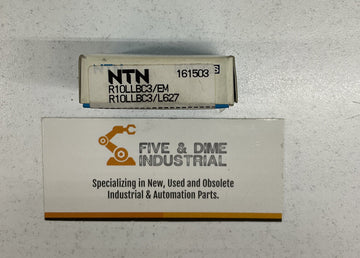 NTN 161503
R10LLBC3/EM
R10LLBC3/L627
FIVE & DIME
INDUSTRIAL
Specializing in New, Used and Obsolete
Industrial & Automation Parts.